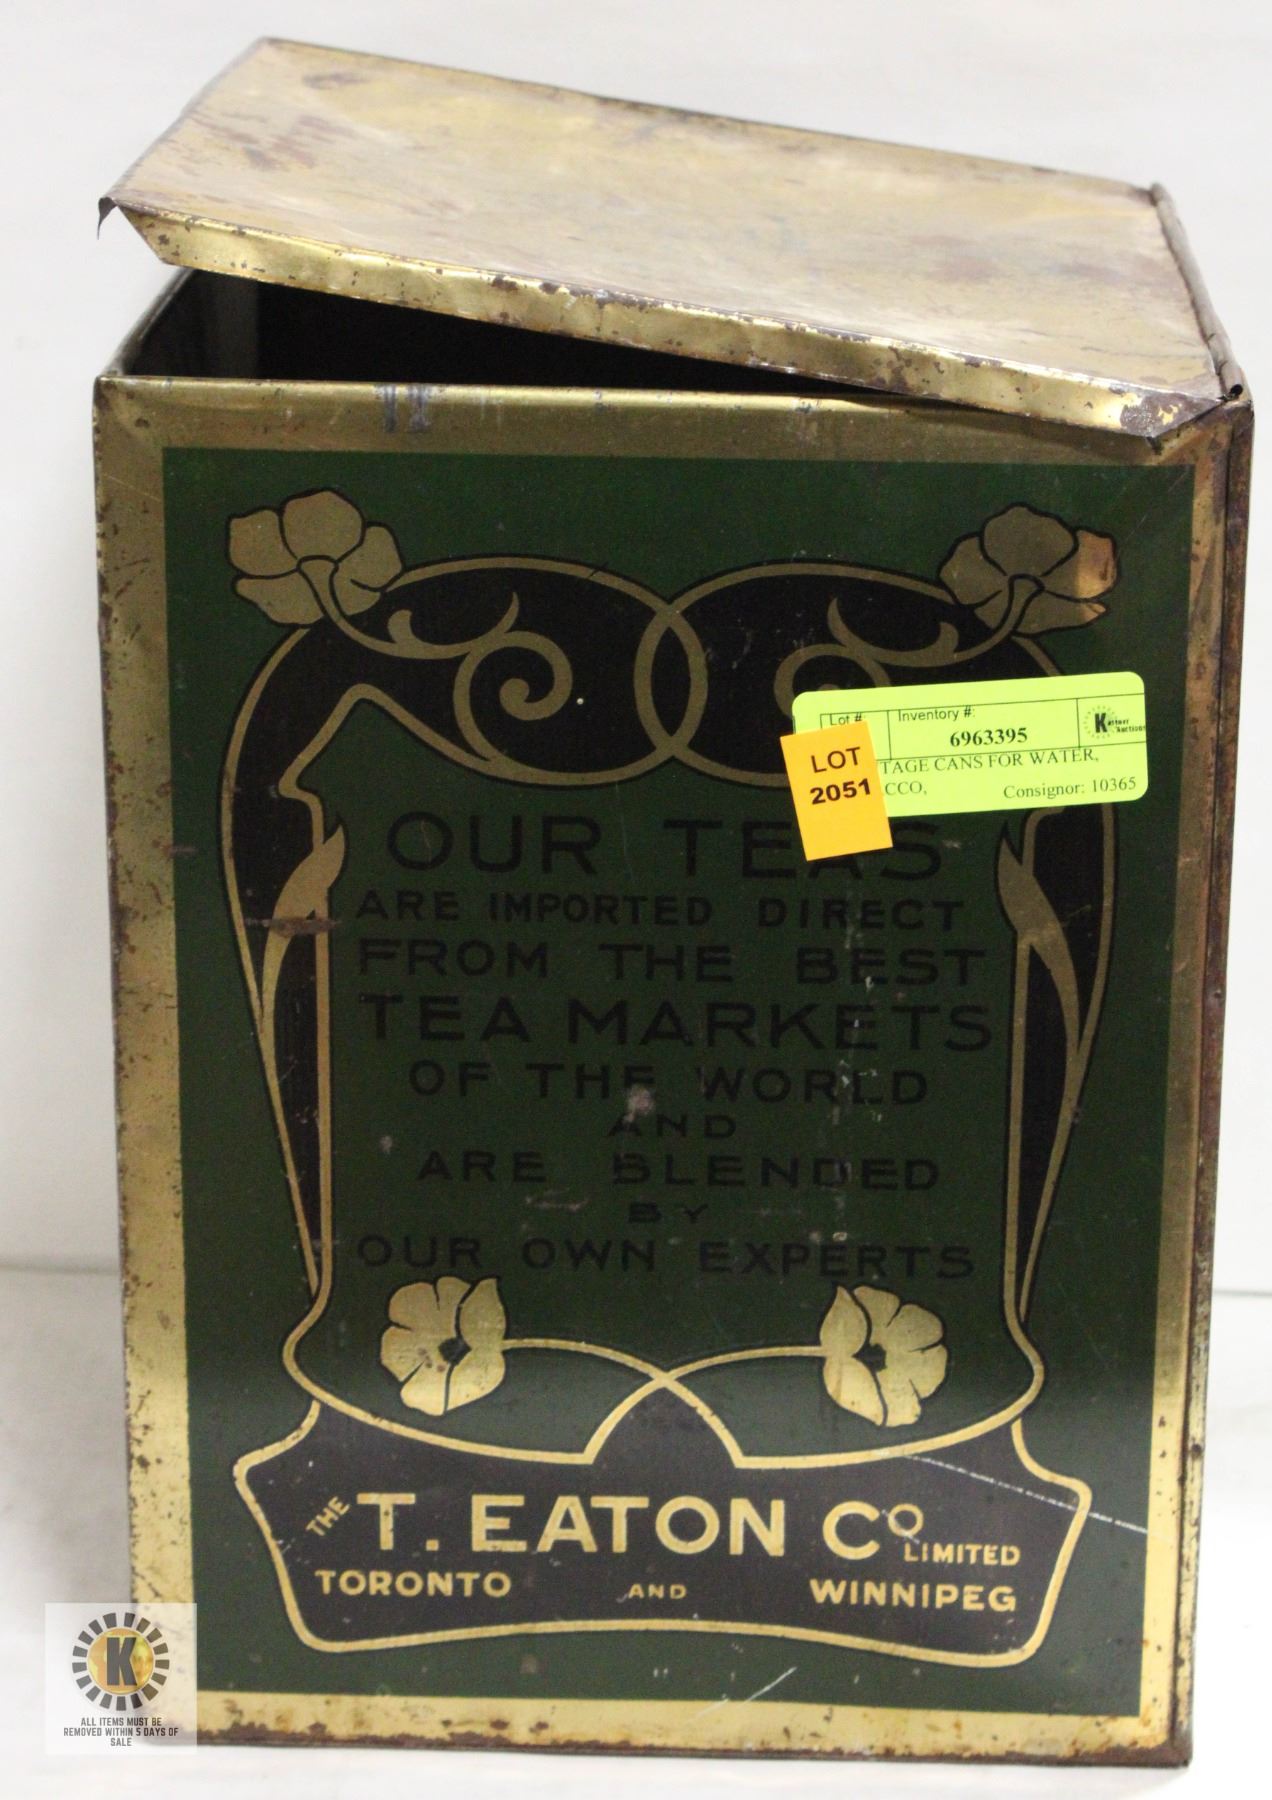 Lot #:
Inventory #:
6963395
Kastner Auctions
LOT
2051
TAGE CANS FOR WATER,
CCO,
Consignor: 10365
OUR TEAS
ARE IMPORTED DIRECT
FROM THE BEST
TEA MARKETS
OF THE WORLD
AND
ARE BLENDED
BY
OUR OWN EXPERTS
THE T. EATON Co LIMITED
TORONTO AND WINNIPEG
K
ALL ITEMS MUST BE
REMOVED WITHIN 5 DAYS OF
SALE